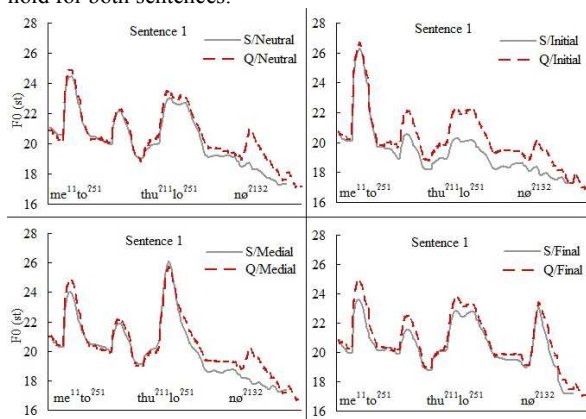 hold for both sentences.
28
26
24
22
20
18
16
F0 (st)
Sentence 1
S/Neutral
Q/Neutral
me¹¹to²⁵¹ thu²¹¹lo²⁵¹ nø²¹³²
28
26
24
22
20
18
16
Sentence 1
S/Initial
Q/Initial
me¹¹to²⁵¹ thu²¹¹lo²⁵¹ nø²¹³²
28
26
24
22
20
18
16
F0 (st)
Sentence 1
S/Medial
Q/Medial
me¹¹to²⁵¹ thu²¹¹lo²⁵¹ nø²¹³²
28
26
24
22
20
18
16
Sentence 1
S/Final
Q/Final
me¹¹to²⁵¹ thu²¹¹lo²⁵¹ nø²¹³²